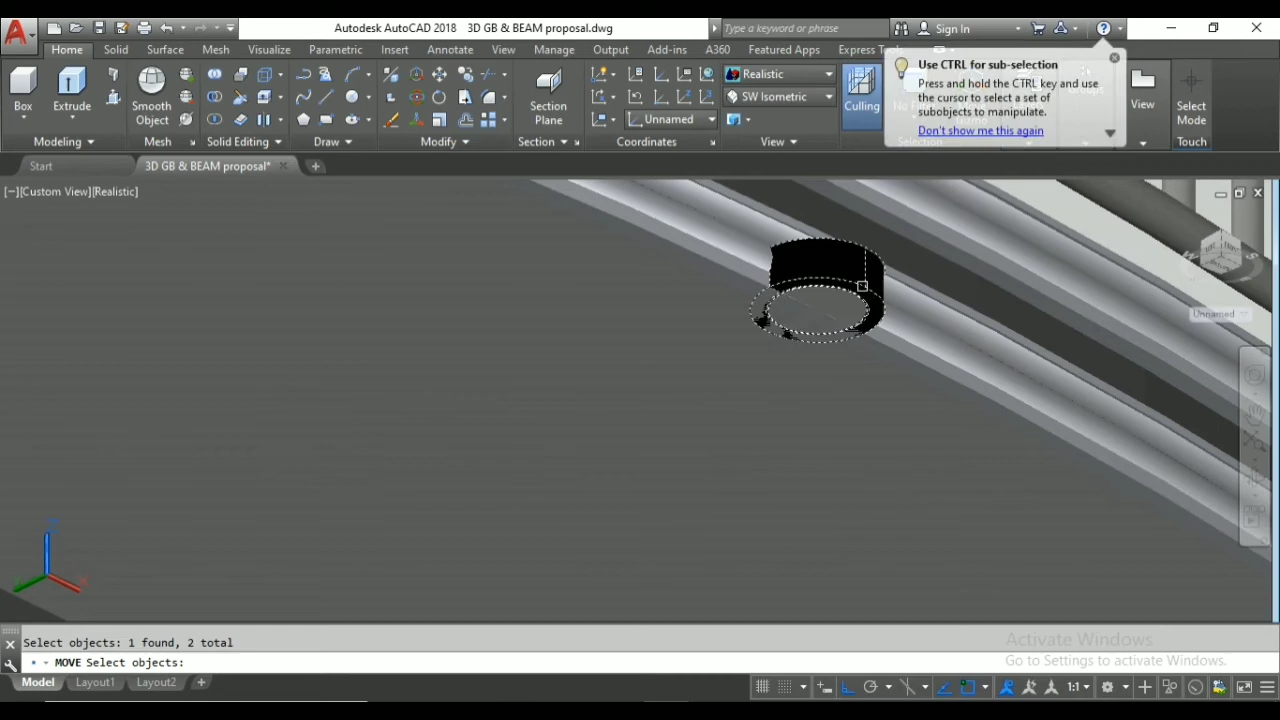 Autodesk AutoCAD 2018 3D GB & BEAM proposal.dwg
Type a keyword or phrase
Sign In
Home Solid Surface Mesh Visualize Parametric Insert Annotate View Manage Output Add-ins A360 Featured Apps Express Tools
Use CTRL for sub-selection
Press and hold the CTRL key and use
the cursor to select a set of
subobjects to manipulate.
Don't show me this again
Box
Extrude
Smooth
Object
Section
Plane
Realistic
SW Isometric
Unnamed
Culling
View
Select
Mode
Modeling
Mesh
Solid Editing
Draw
Modify
Section
Coordinates
View
Selection
Touch
Start
3D GB & BEAM proposal*
[−][Custom View][Realistic]
Unnamed
Select objects: 1 found, 2 total
MOVE Select objects:
Activate Windows
Go to Settings to activate Windows.
Model Layout1 Layout2
1:1